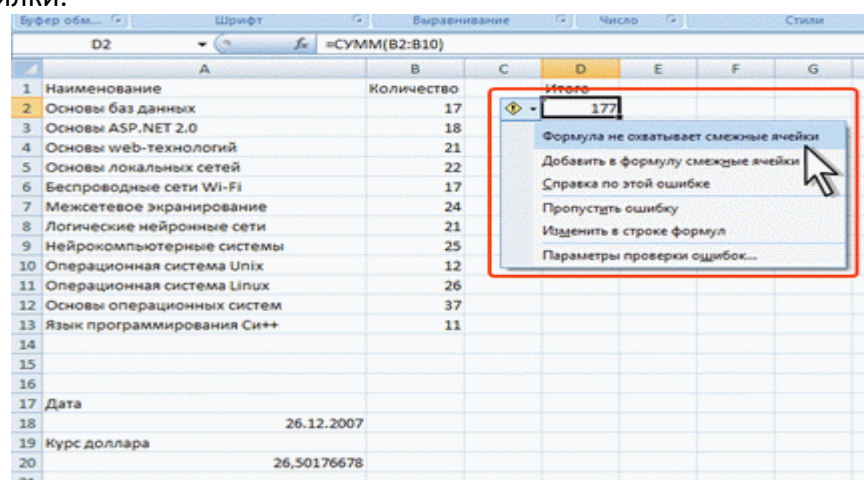 Буфер обм... Шрифт Выравнивание Число Стили
D2 fx =СУММ(B2:B10)
A B C D E F G
1 Наименование Количество Итого
2 Основы баз данных 17 177
3 Основы ASP.NET 2.0 18
Формула не охватывает смежные ячейки
4 Основы web-технологий 21
Добавить в формулу смежные ячейки
5 Основы локальных сетей 22
Справка по этой ошибке
6 Беспроводные сети Wi-Fi 17
Пропустить ошибку
7 Межсетевое экранирование 24
Изменить в строке формул
8 Логические нейронные сети 21
Параметры проверки ошибок...
9 Нейрокомпьютерные системы 25
10 Операционная система Unix 12
11 Операционная система Linux 26
12 Основы операционных систем 37
13 Язык программирования Си++ 11
14
15
16
17 Дата
18 26.12.2007
19 Курс доллара
20 26,50176678